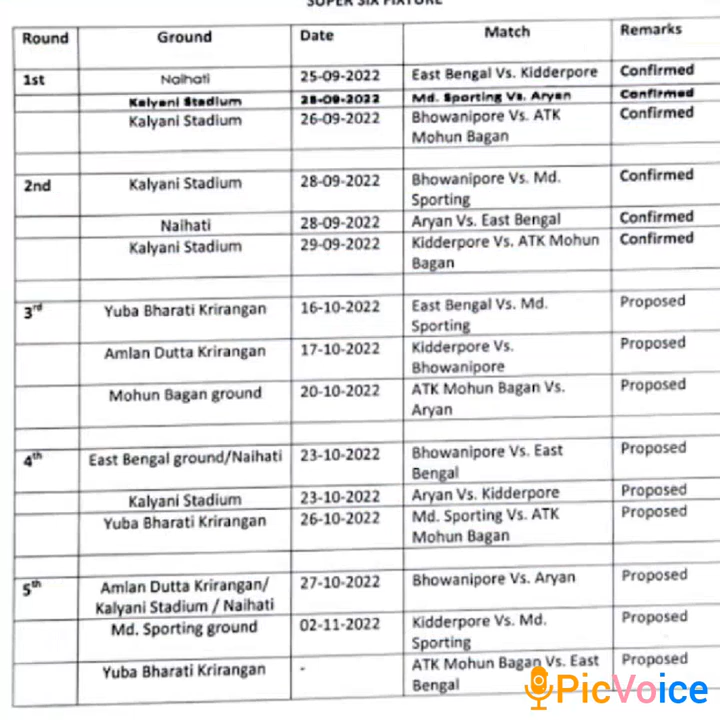 SUPER SIX FIXTURE
Round Ground Date Match Remarks
1st Naihati 25-09-2022 East Bengal Vs. Kidderpore Confirmed
Kalyani Stadium 25-09-2022 Md. Sporting Vs. Aryan Confirmed
Kalyani Stadium 26-09-2022 Bhowanipore Vs. ATK Confirmed
Mohun Bagan
2nd Kalyani Stadium 28-09-2022 Bhowanipore Vs. Md. Confirmed
Sporting
Naihati 28-09-2022 Aryan Vs. East Bengal Confirmed
Kalyani Stadium 29-09-2022 Kidderpore Vs. ATK Mohun Confirmed
Bagan
3rd Yuba Bharati Krirangan 16-10-2022 East Bengal Vs. Md. Proposed
Sporting
Amlan Dutta Krirangan 17-10-2022 Kidderpore Vs. Proposed
Bhowanipore
Mohun Bagan ground 20-10-2022 ATK Mohun Bagan Vs. Proposed
Aryan
4th East Bengal ground/Naihati 23-10-2022 Bhowanipore Vs. East Proposed
Bengal
Kalyani Stadium 23-10-2022 Aryan Vs. Kidderpore Proposed
Yuba Bharati Krirangan 26-10-2022 Md. Sporting Vs. ATK Proposed
Mohun Bagan
5th Amlan Dutta Krirangan/ 27-10-2022 Bhowanipore Vs. Aryan Proposed
Kalyani Stadium / Naihati
Md. Sporting ground 02-11-2022 Kidderpore Vs. Md. Proposed
Sporting
Yuba Bharati Krirangan - ATK Mohun Bagan Vs. East Proposed
Bengal
PicVoice